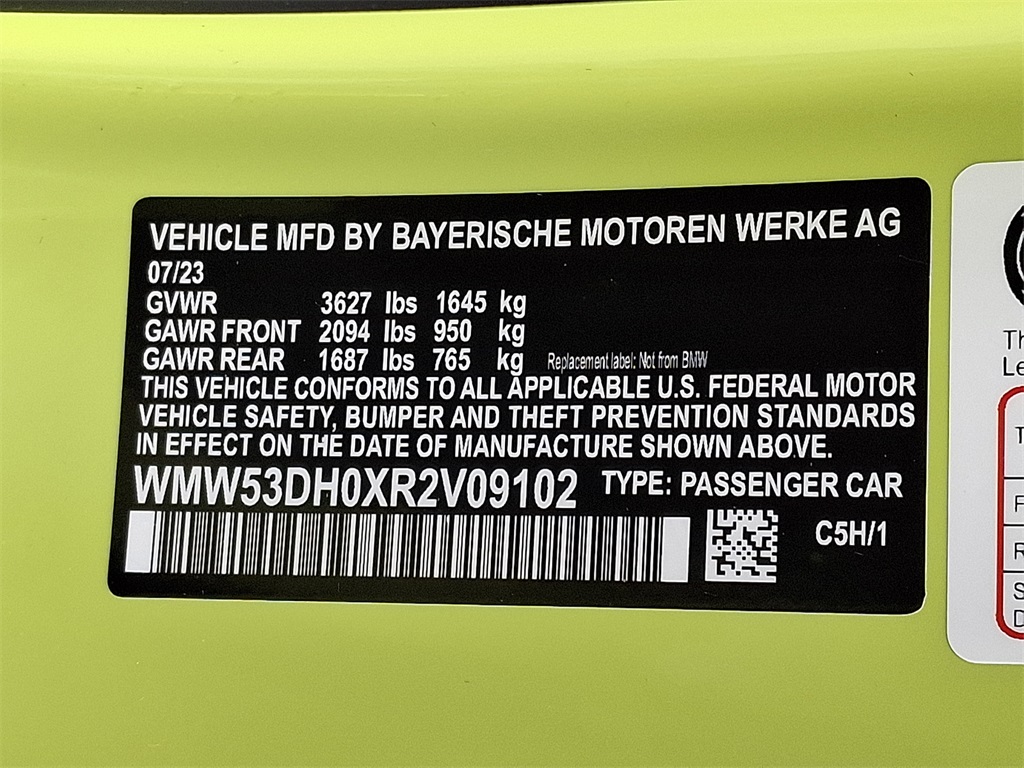 VEHICLE MFD BY BAYERISCHE MOTOREN WERKE AG
07/23
GVWR 3627 lbs 1645 kg
GAWR FRONT 2094 lbs 950 kg
GAWR REAR 1687 lbs 765 kg Replacement label: Not from BMW
THIS VEHICLE CONFORMS TO ALL APPLICABLE U.S. FEDERAL MOTOR
VEHICLE SAFETY, BUMPER AND THEFT PREVENTION STANDARDS
IN EFFECT ON THE DATE OF MANUFACTURE SHOWN ABOVE.
WMW53DH0XR2V09102 TYPE: PASSENGER CAR
C5H/1
Th
Le
T
F
R
S
D